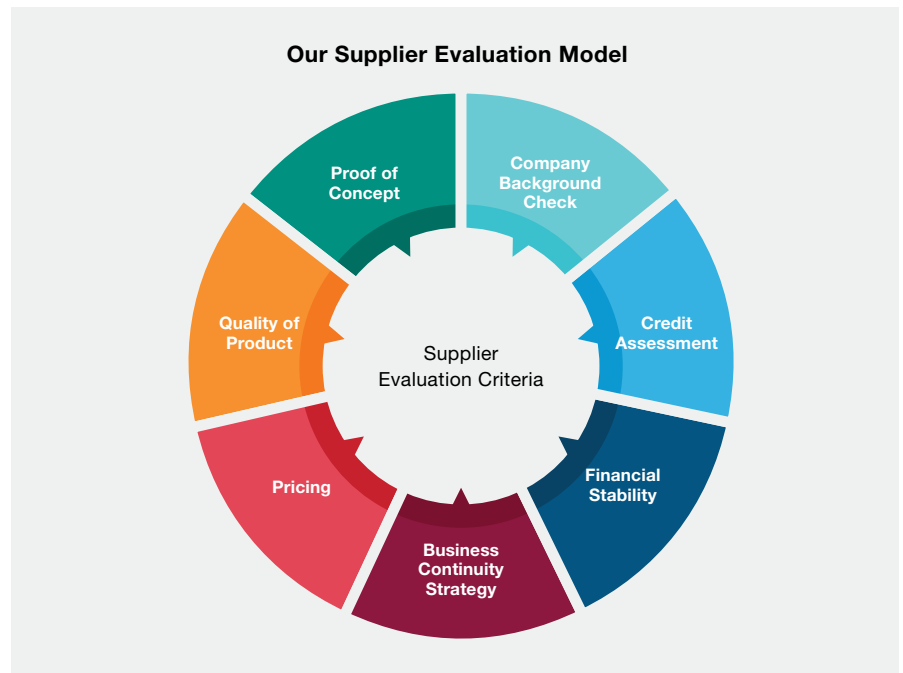 Our Supplier Evaluation Model
Company
Background
Check
Credit
Assessment
Financial
Stability
Business
Continuity
Strategy
Pricing
Quality of
Product
Proof of
Concept
Supplier
Evaluation Criteria